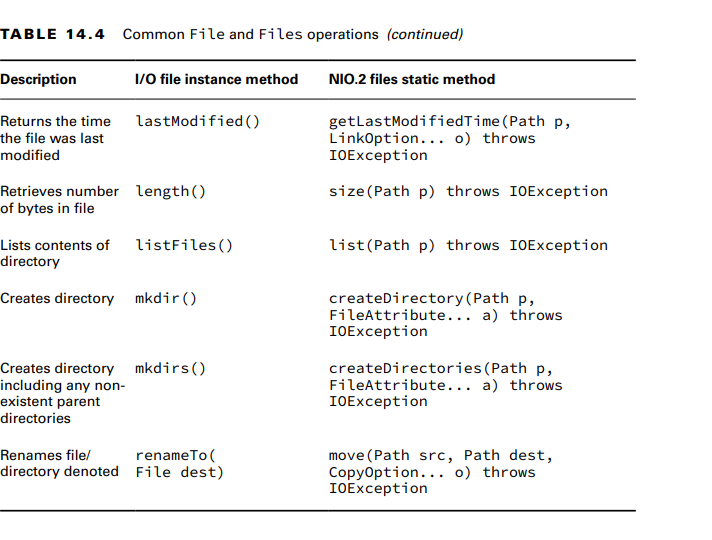 TABLE 14.4 Common File and Files operations (continued)
Description I/O file instance method NIO.2 files static method
Returns the time lastModified() getLastModifiedTime(Path p,
the file was last LinkOption... o) throws
modified IOException
Retrieves number length() size(Path p) throws IOException
of bytes in file
Lists contents of listFiles() list(Path p) throws IOException
directory
Creates directory mkdir() createDirectory(Path p,
FileAttribute... a) throws
IOException
Creates directory mkdirs() createDirectories(Path p,
including any non- FileAttribute... a) throws
existent parent IOException
directories
Renames file/ renameTo( move(Path src, Path dest,
directory denoted File dest) CopyOption... o) throws
IOException